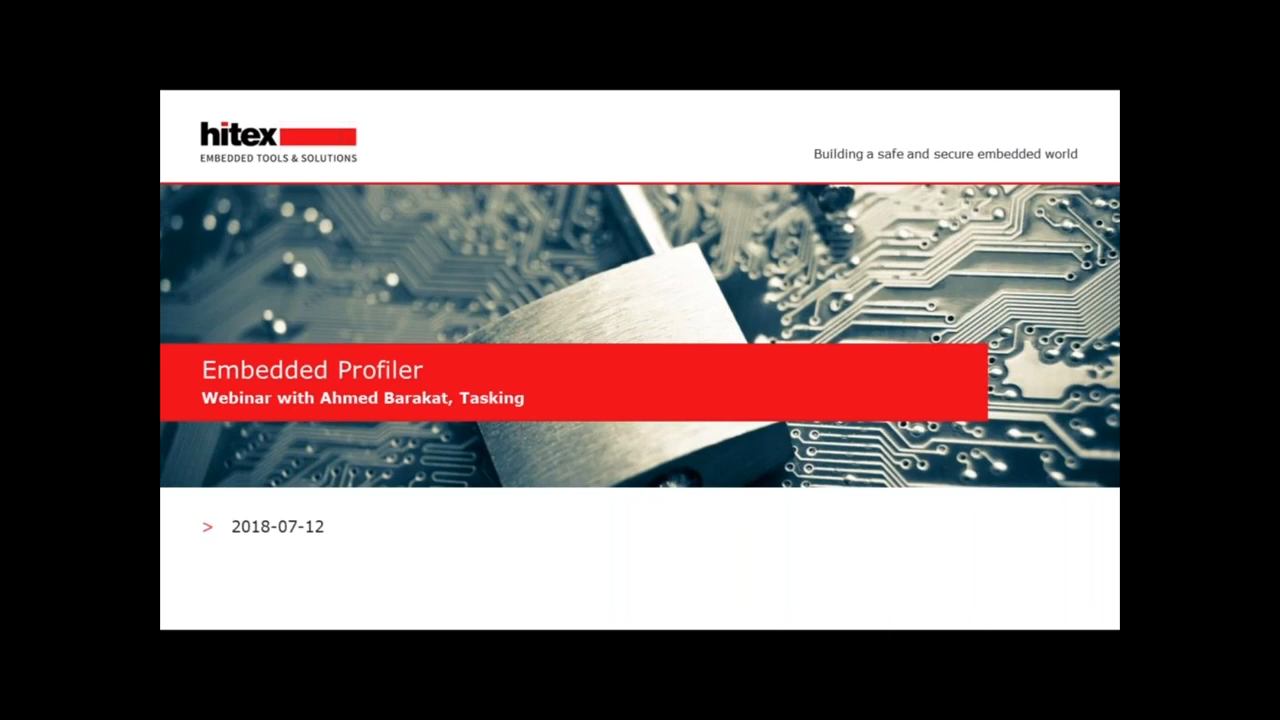 hitex
EMBEDDED TOOLS & SOLUTIONS
Building a safe and secure embedded world
Embedded Profiler
Webinar with Ahmed Barakat, Tasking
> 2018-07-12